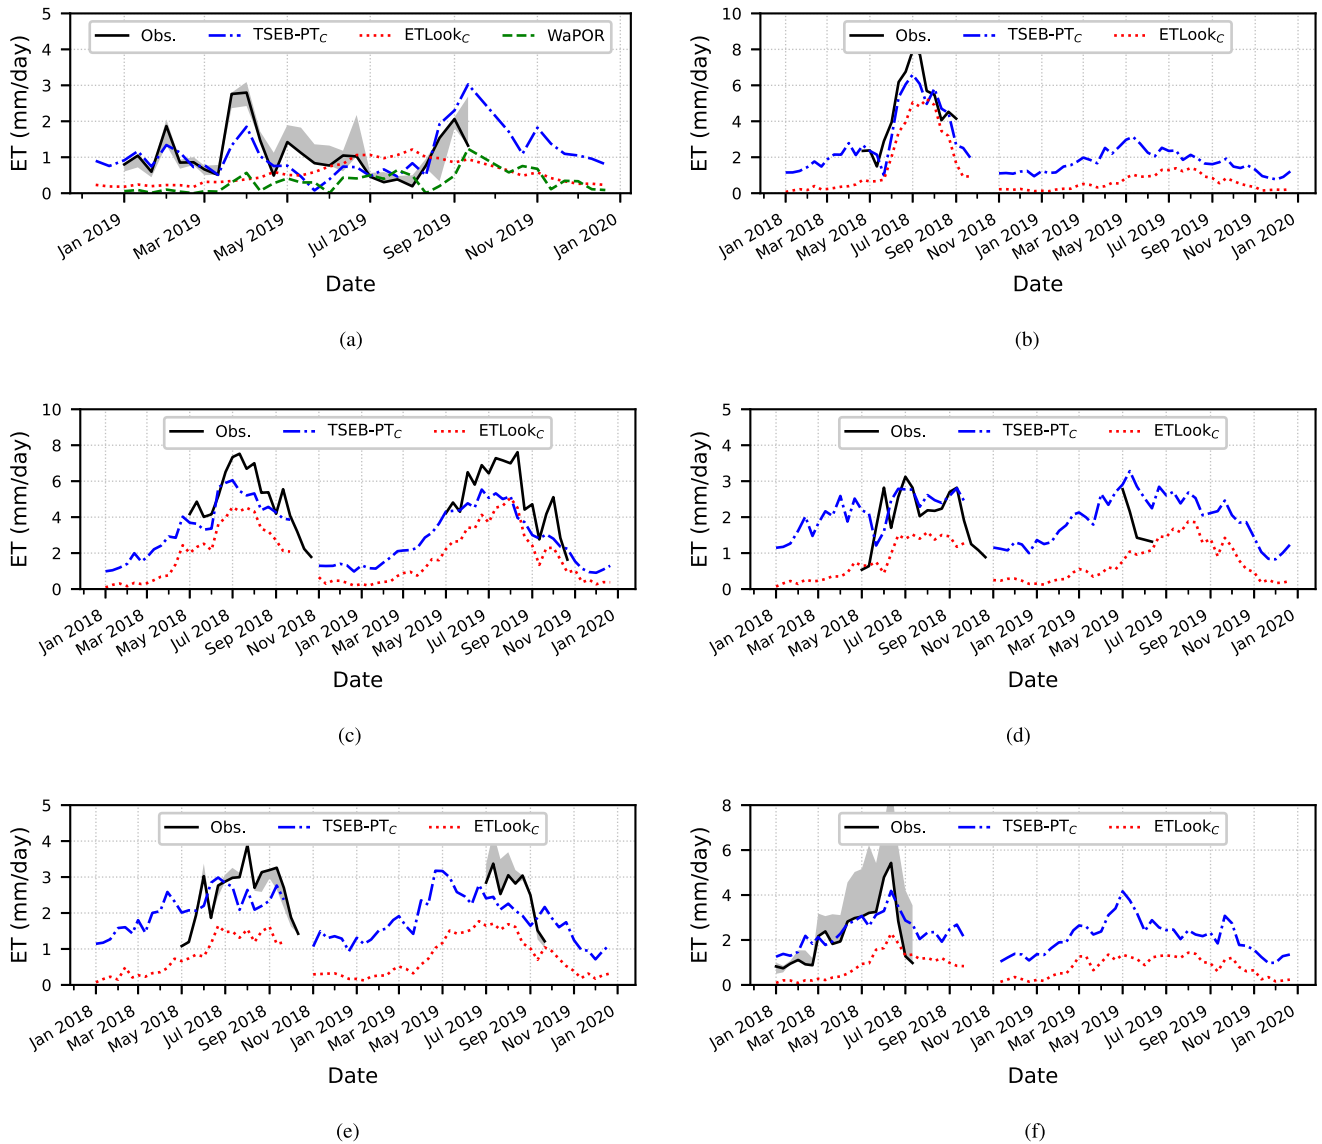 ET (mm/day)
5
4
3
2
1
0
Obs. TSEB-PT_C ETLook_C WaPOR
Jan 2019 Mar 2019 May 2019 Jul 2019 Sep 2019 Nov 2019 Jan 2020
Date
(a)
ET (mm/day)
10
8
6
4
2
0
Obs. TSEB-PT_C ETLook_C
Jan 2018 Mar 2018 May 2018 Jul 2018 Sep 2018 Nov 2018 Jan 2019 Mar 2019 May 2019 Jul 2019 Sep 2019 Nov 2019 Jan 2020
Date
(b)
ET (mm/day)
10
8
6
4
2
0
Obs. TSEB-PT_C ETLook_C
Jan 2018 Mar 2018 May 2018 Jul 2018 Sep 2018 Nov 2018 Jan 2019 Mar 2019 May 2019 Jul 2019 Sep 2019 Nov 2019 Jan 2020
Date
(c)
ET (mm/day)
5
4
3
2
1
0
Obs. TSEB-PT_C ETLook_C
Jan 2018 Mar 2018 May 2018 Jul 2018 Sep 2018 Nov 2018 Jan 2019 Mar 2019 May 2019 Jul 2019 Sep 2019 Nov 2019 Jan 2020
Date
(d)
ET (mm/day)
5
4
3
2
1
0
Obs. TSEB-PT_C ETLook_C
Jan 2018 Mar 2018 May 2018 Jul 2018 Sep 2018 Nov 2018 Jan 2019 Mar 2019 May 2019 Jul 2019 Sep 2019 Nov 2019 Jan 2020
Date
(e)
ET (mm/day)
8
6
4
2
0
Obs. TSEB-PT_C ETLook_C
Jan 2018 Mar 2018 May 2018 Jul 2018 Sep 2018 Nov 2018 Jan 2019 Mar 2019 May 2019 Jul 2019 Sep 2019 Nov 2019 Jan 2020
Date
(f)